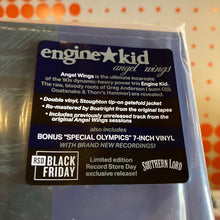 engine★kid
angel wings
Angel Wings is the ultimate incarnate
of the 90s dynamic-heavy power trio Engine Kid.
The raw, bloody roots of Greg Anderson (sunn O))),
Goatsnake & Thorr's Hammer) is revealed.
• Double vinyl, Stoughton tip-on gatefold jacket
• Re-mastered by Boatright from the original tapes
• Includes previously unreleased track from the
original Angel Wings sessions
also includes
BONUS "SPECIAL OLYMPICS" 7-INCH VINYL
WITH BRAND NEW RECORDINGS!
RSD BLACK
FRIDAY
Limited edition
Record Store Day
exclusive release!
SOUTHERN LORD